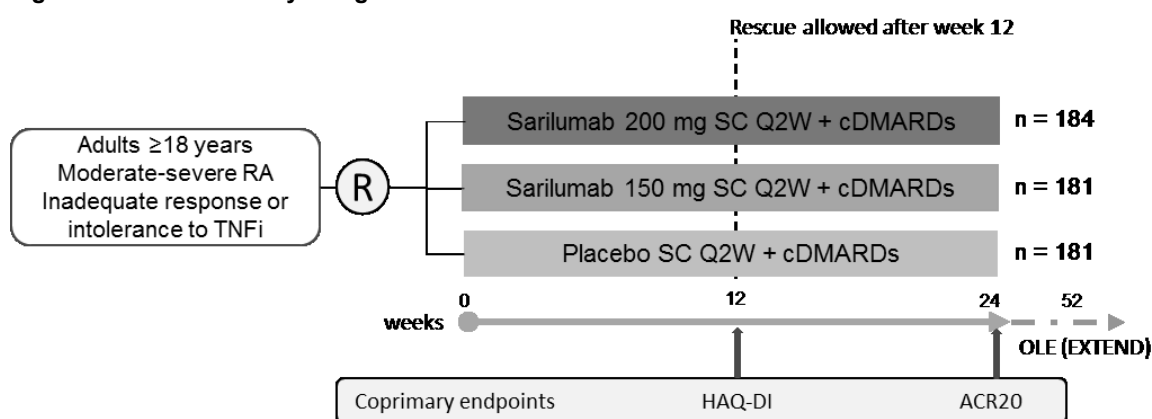 Rescue allowed after week 12
Adults ≥18 years
Moderate-severe RA
Inadequate response or
intolerance to TNFi
R
Sarilumab 200 mg SC Q2W + cDMARDs
n = 184
Sarilumab 150 mg SC Q2W + cDMARDs
n = 181
Placebo SC Q2W + cDMARDs
n = 181
0 12 24 52
weeks
OLE (EXTEND)
Coprimary endpoints HAQ-DI ACR20